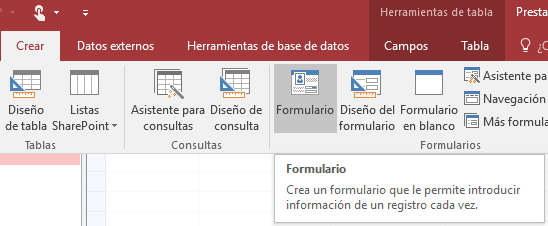 Herramientas de tabla
Presta
Crear
Datos externos
Herramientas de base de datos
Campos
Tabla
¿O
Diseño de tabla
Listas SharePoint
Asistente para consultas
Diseño de consulta
Formulario
Diseño del formulario
Formulario en blanco
Asistente pa
Navegación
Más formula
Tablas
Consultas
Formularios
Formulario
Crea un formulario que le permite introducir
información de un registro cada vez.